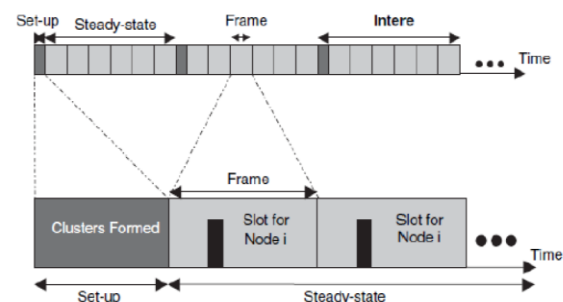 Set-up
Steady-state
Frame
Intere
Time
Frame
Clusters Formed
Slot for
Node i
Slot for
Node i
Time
Set-up
Steady-state